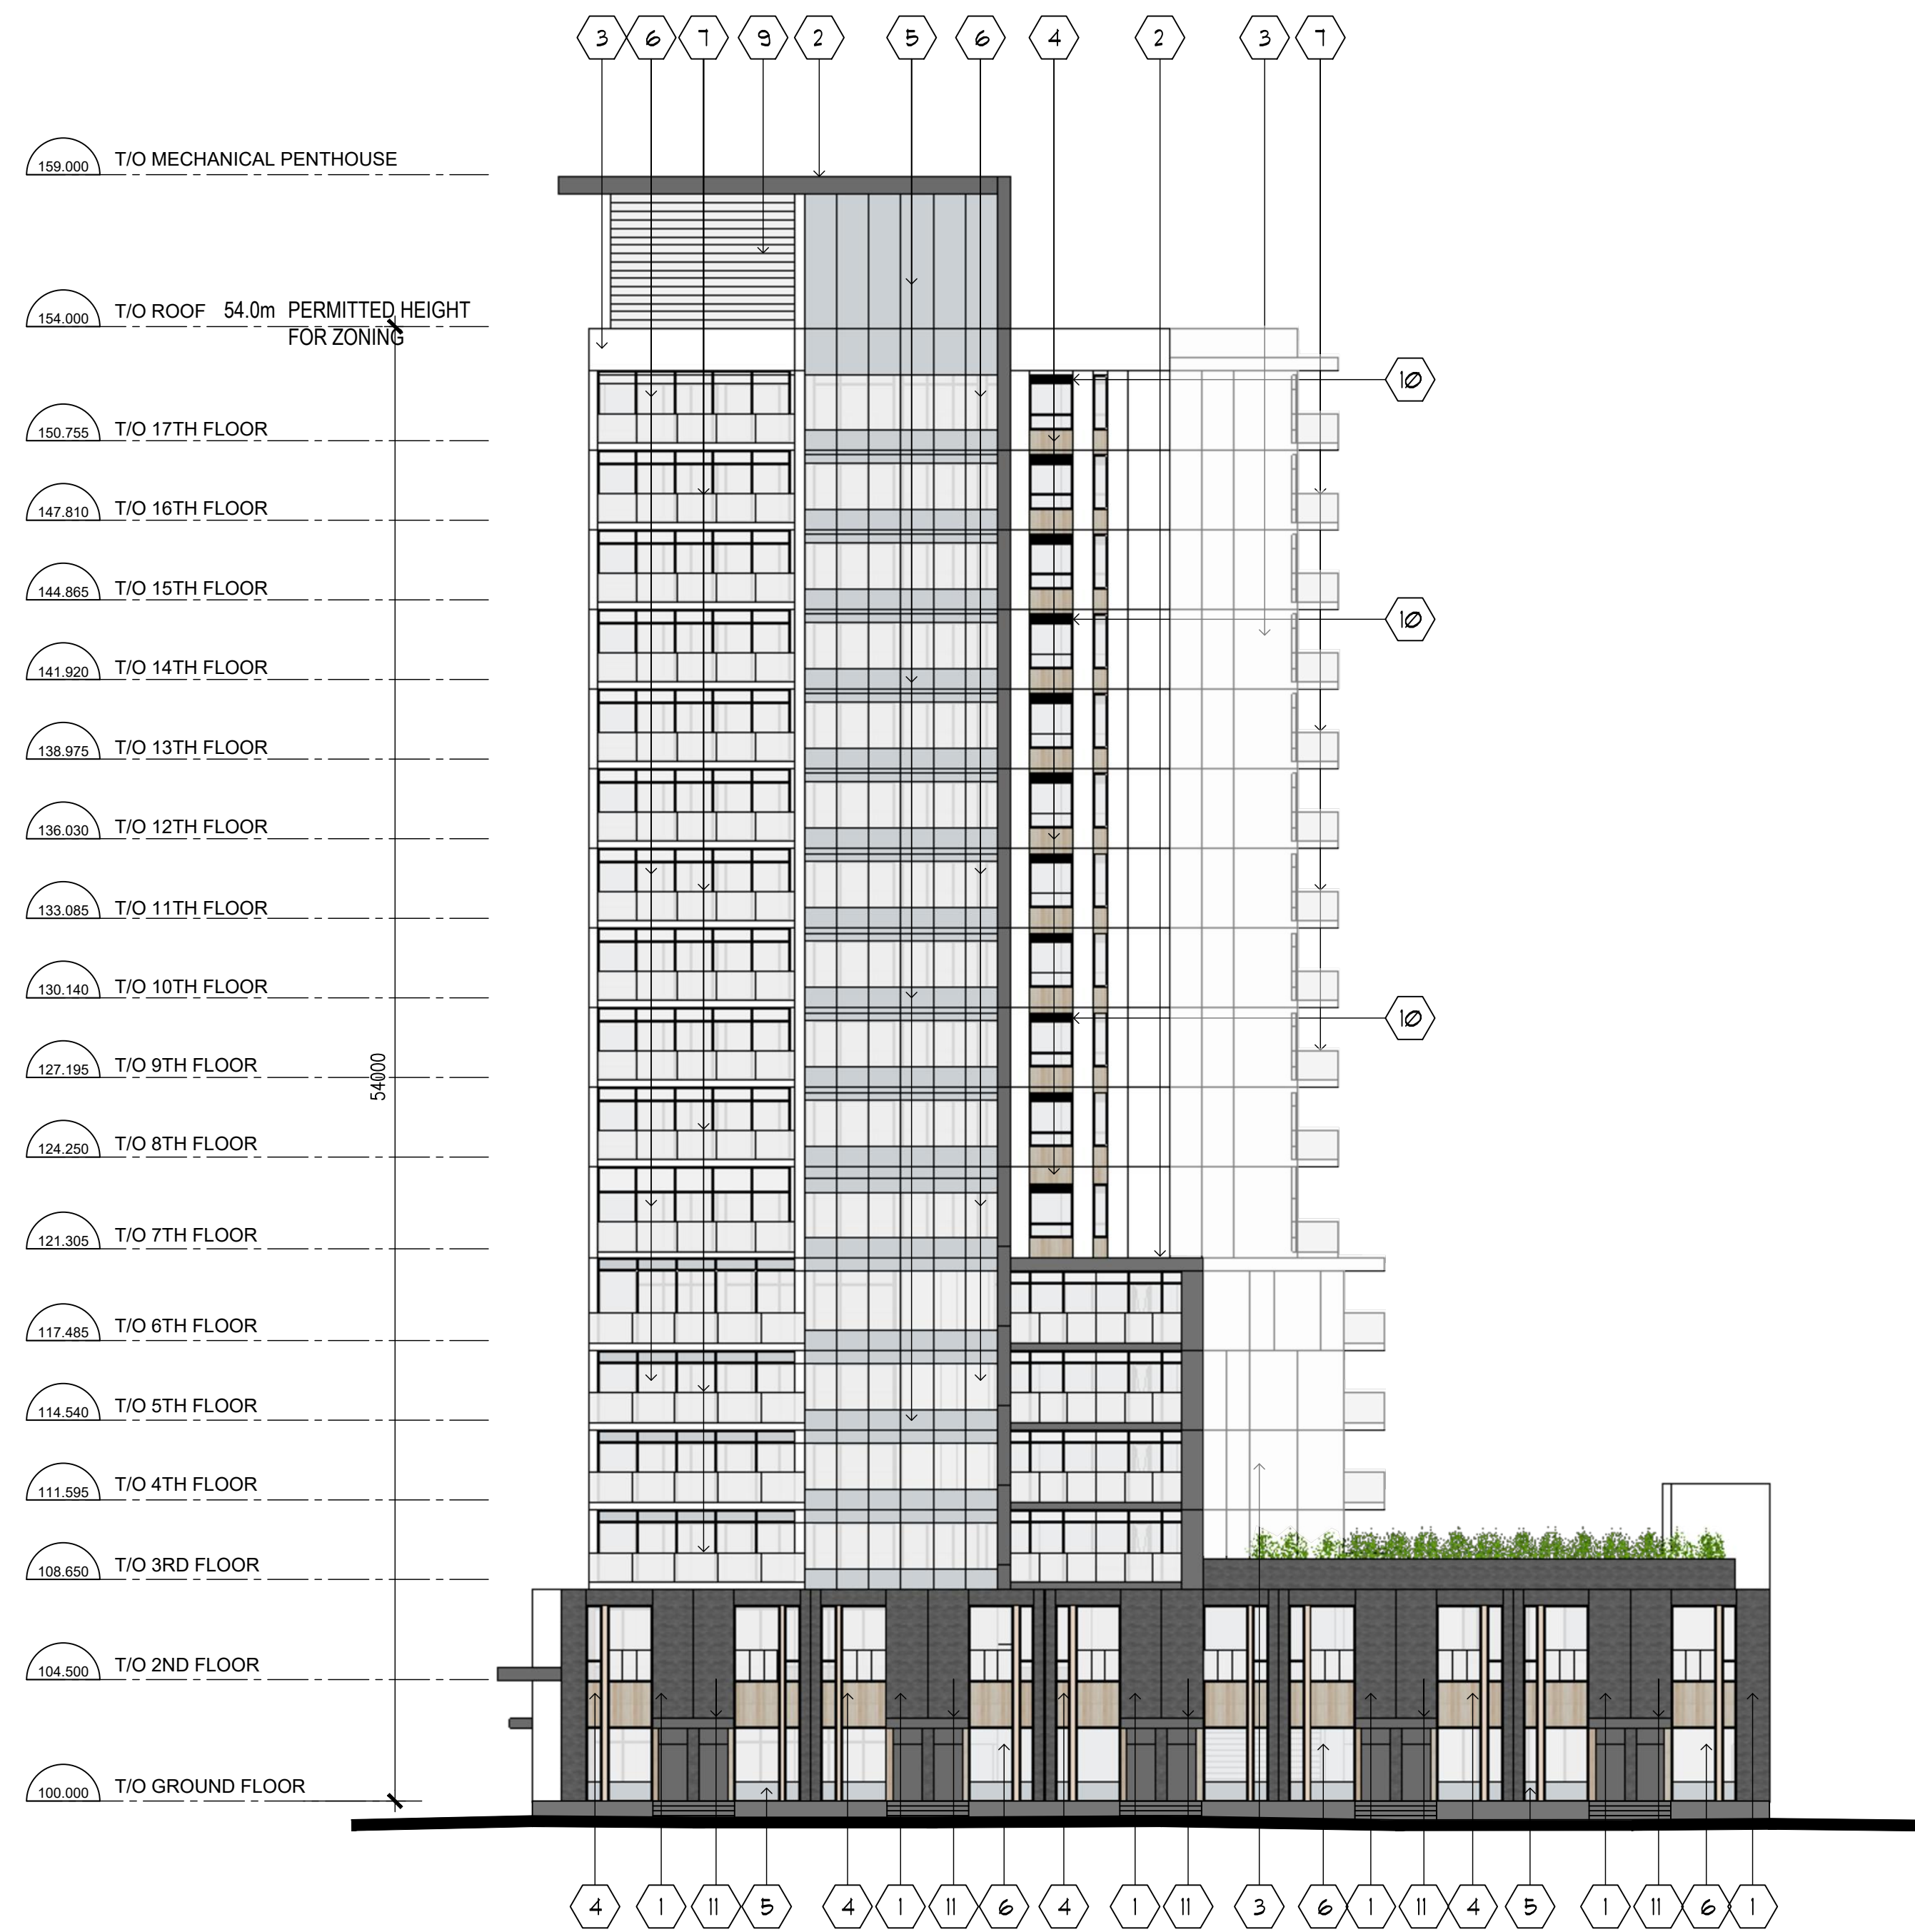 3 6 7 9 2 5 6 4 2 3 7
159.000 T/O MECHANICAL PENTHOUSE
154.000 T/O ROOF 54.0m PERMITTED HEIGHT
FOR ZONING
10
150.755 T/O 17TH FLOOR
147.810 T/O 16TH FLOOR
144.865 T/O 15TH FLOOR
10
141.920 T/O 14TH FLOOR
138.975 T/O 13TH FLOOR
136.030 T/O 12TH FLOOR
133.085 T/O 11TH FLOOR
130.140 T/O 10TH FLOOR
10
127.195 T/O 9TH FLOOR
54000
124.250 T/O 8TH FLOOR
121.305 T/O 7TH FLOOR
117.485 T/O 6TH FLOOR
114.540 T/O 5TH FLOOR
111.595 T/O 4TH FLOOR
108.650 T/O 3RD FLOOR
104.500 T/O 2ND FLOOR
100.000 T/O GROUND FLOOR
4 1 11 5 4 1 11 6 4 1 11 3 6 1 11 4 5 1 11 6 1